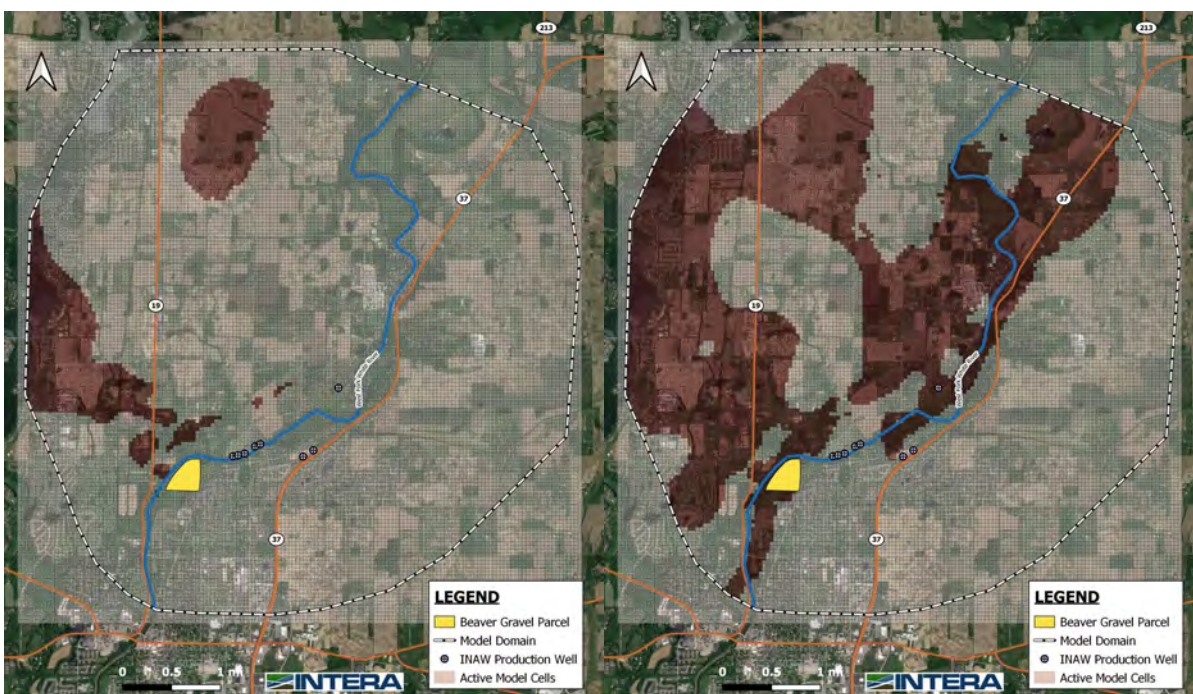 213
37
19
37
LEGEND
Beaver Gravel Parcel
Model Domain
INAW Production Well
Active Model Cells
0 0.5 1 mi
INTERA
213
37
19
37
LEGEND
Beaver Gravel Parcel
Model Domain
INAW Production Well
Active Model Cells
0 0.5 1 mi
INTERA